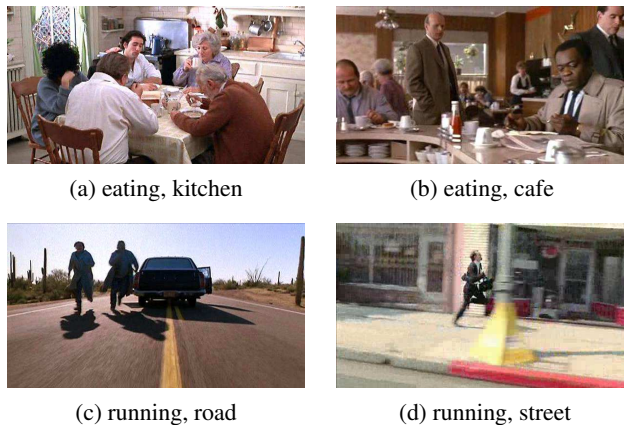 (a) eating, kitchen
(b) eating, cafe
(c) running, road
(d) running, street